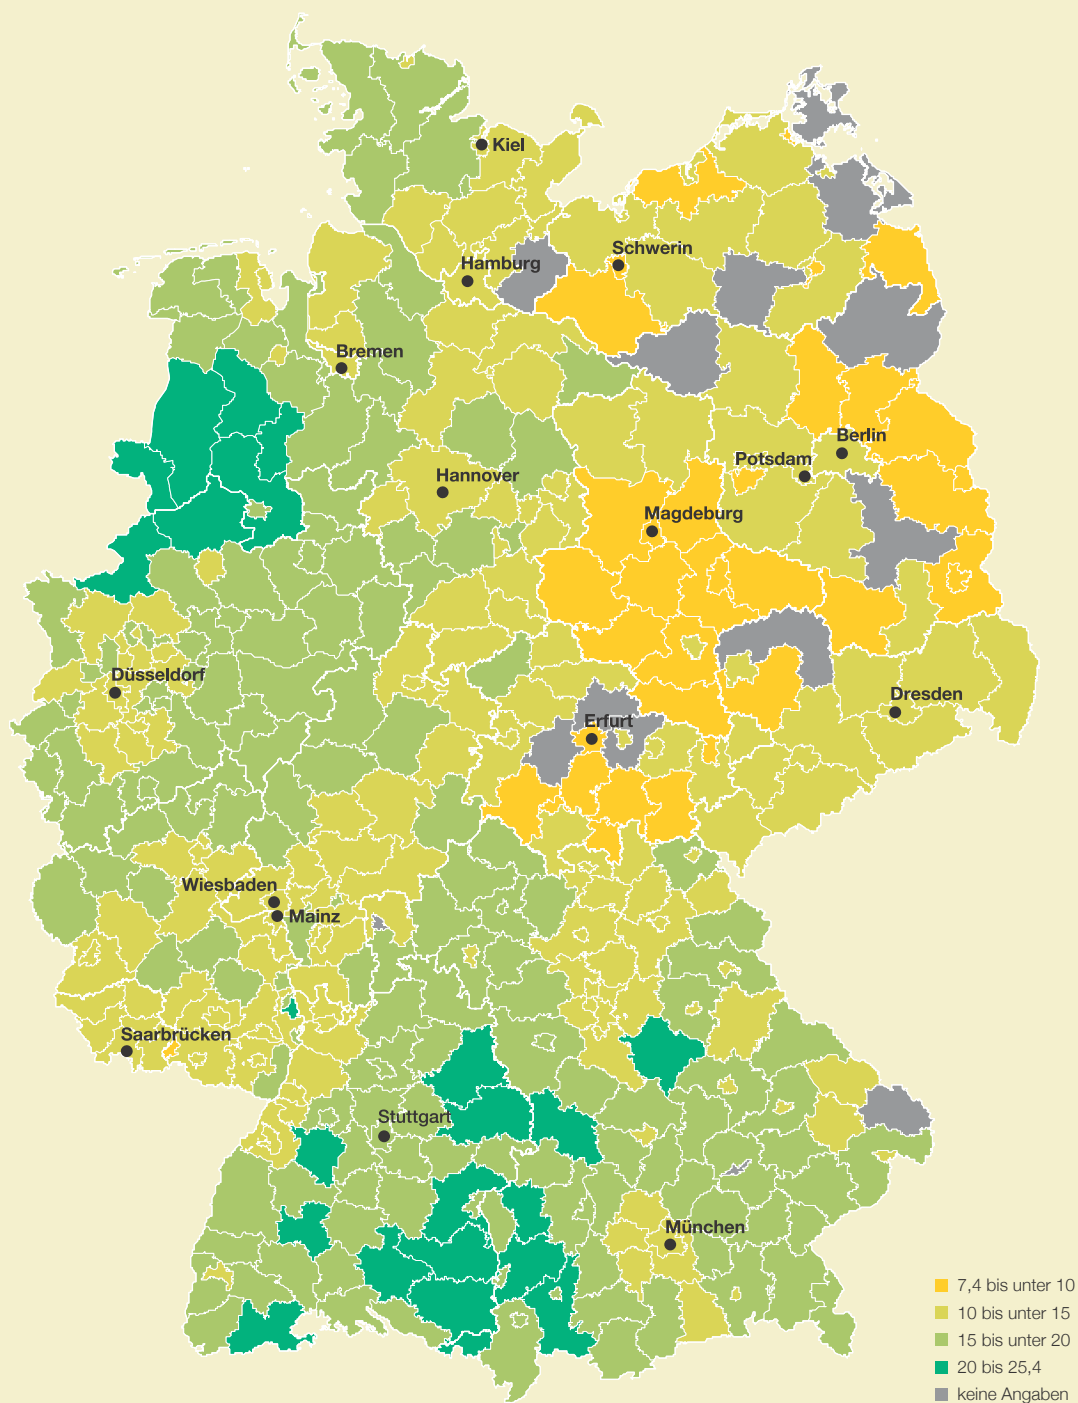 Kiel
Schwerin
Hamburg
Bremen
Berlin
Potsdam
Hannover
Magdeburg
Düsseldorf
Dresden
Erfurt
Wiesbaden
Mainz
Saarbrücken
Stuttgart
München
7,4 bis unter 10
10 bis unter 15
15 bis unter 20
20 bis 25,4
keine Angaben